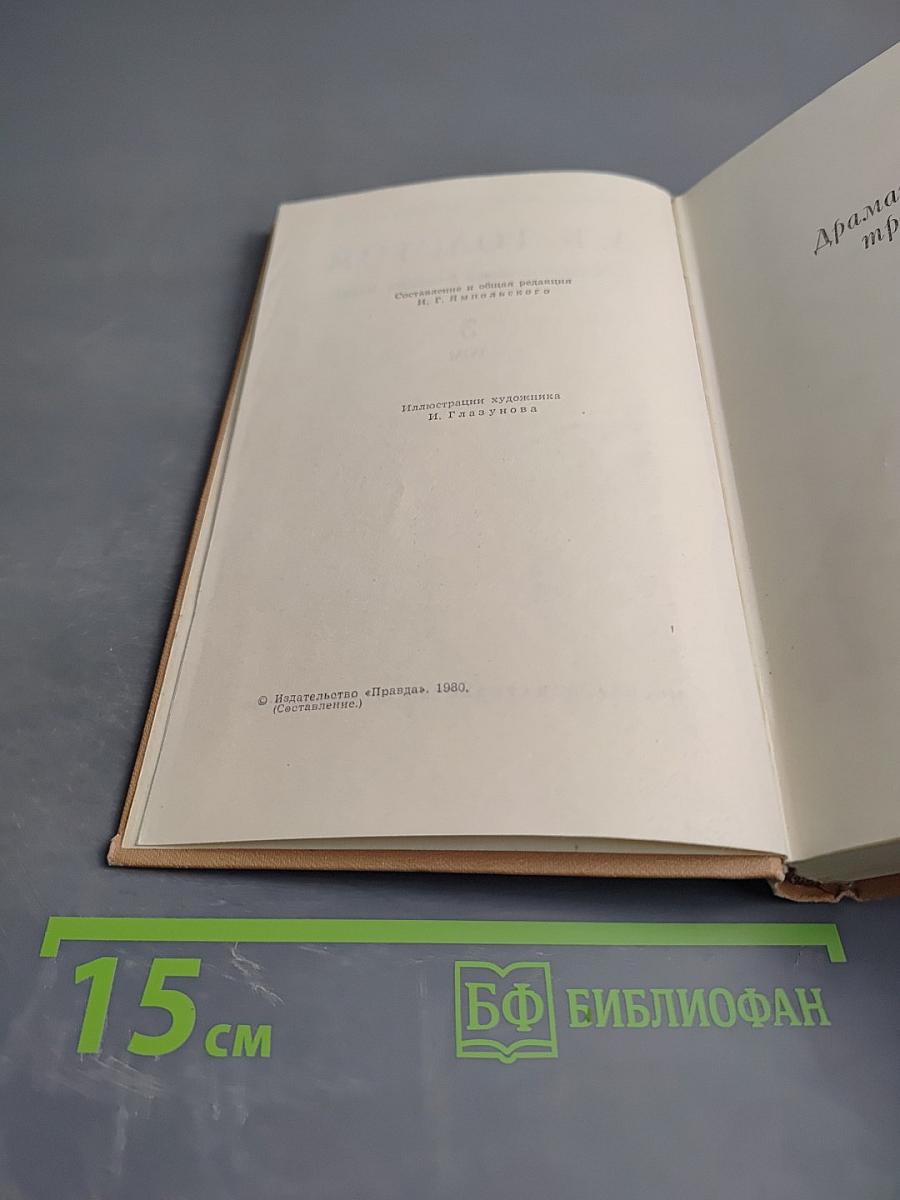 Составление и общая редакция
И. Г. Ямпольского
Иллюстрации художника
И. Глазунова
© Издательство «Правда». 1980.
(Составление.)
15 см
БФ БИБЛИОФАН